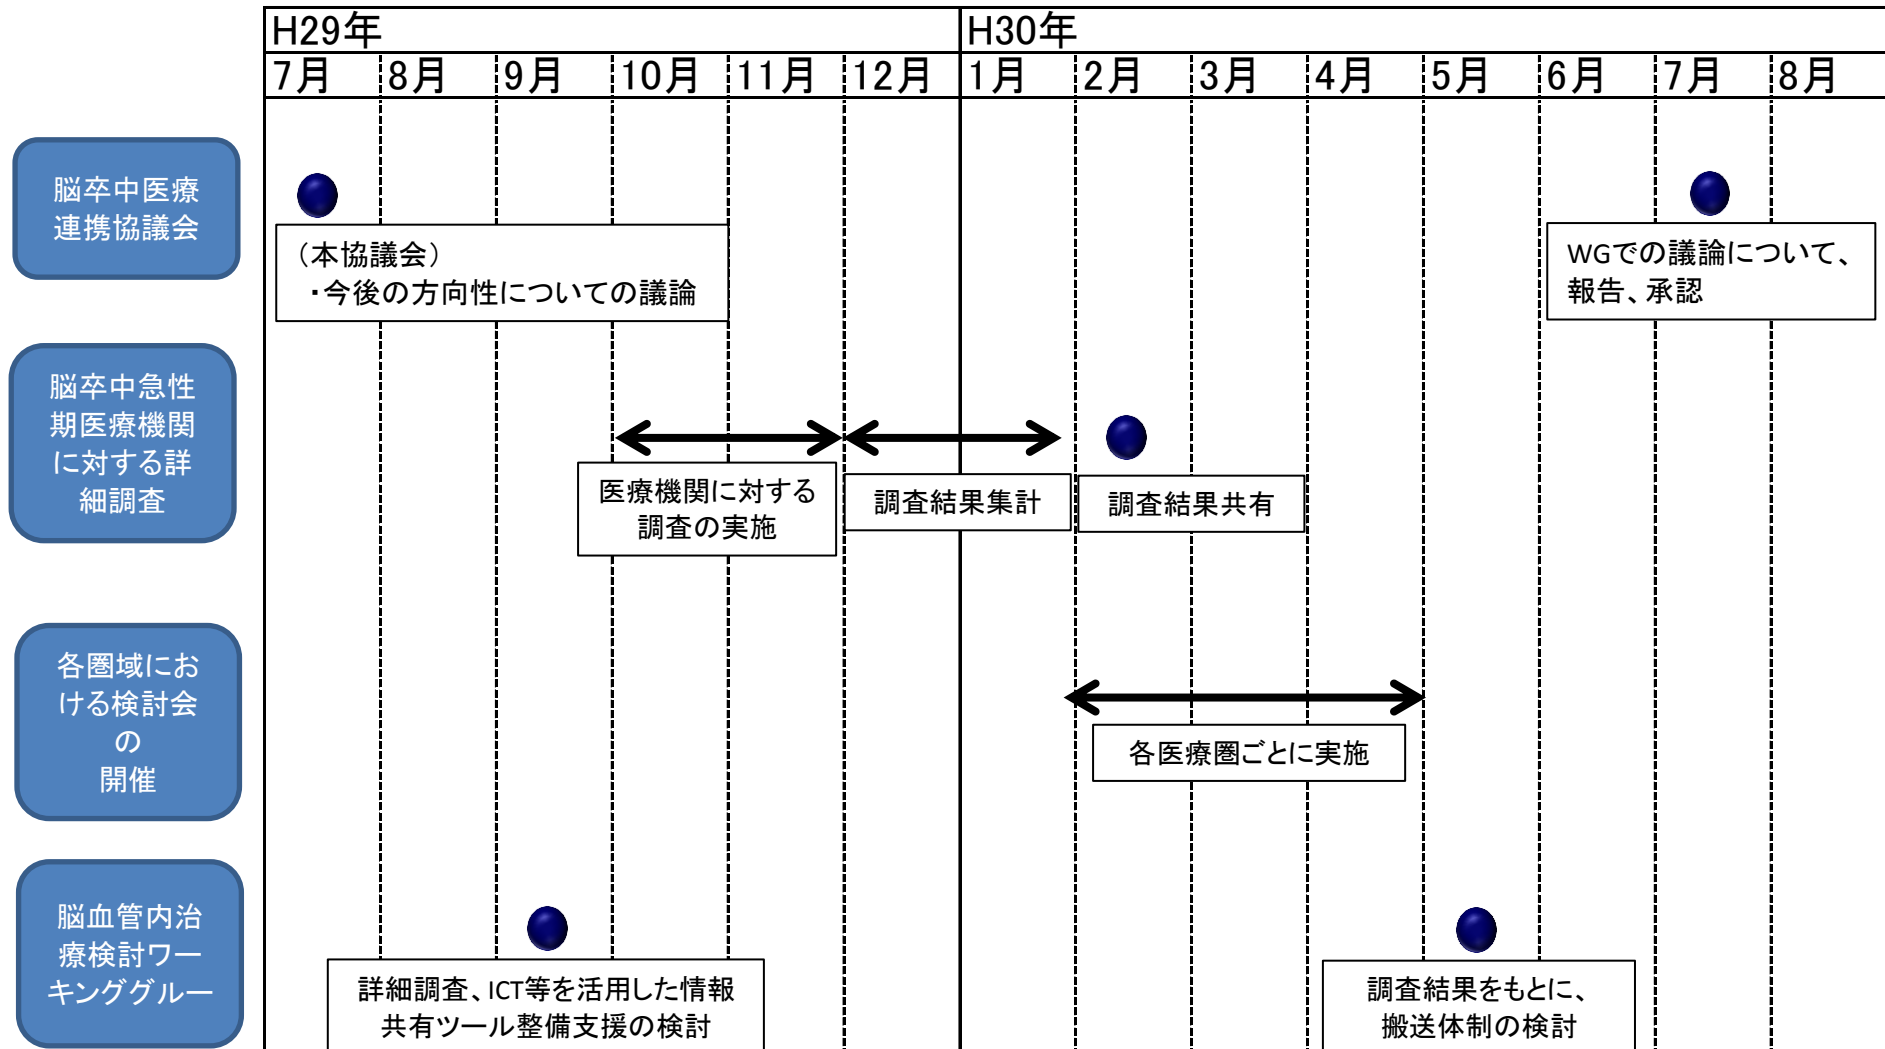 H29年
H30年
7月 8月 9月 10月 11月 12月 1月 2月 3月 4月 5月 6月 7月 8月
脳卒中医療
連携協議会
（本協議会）
・今後の方向性についての議論
WGでの議論について、
報告、承認
脳卒中急性
期医療機関
に対する詳
細調査
医療機関に対する
調査の実施
調査結果集計
調査結果共有
各圏域にお
ける検討会
の
開催
各医療圏ごとに実施
脳血管内治
療検討ワー
キンググルー
詳細調査、ICT等を活用した情報
共有ツール整備支援の検討
調査結果をもとに、
搬送体制の検討